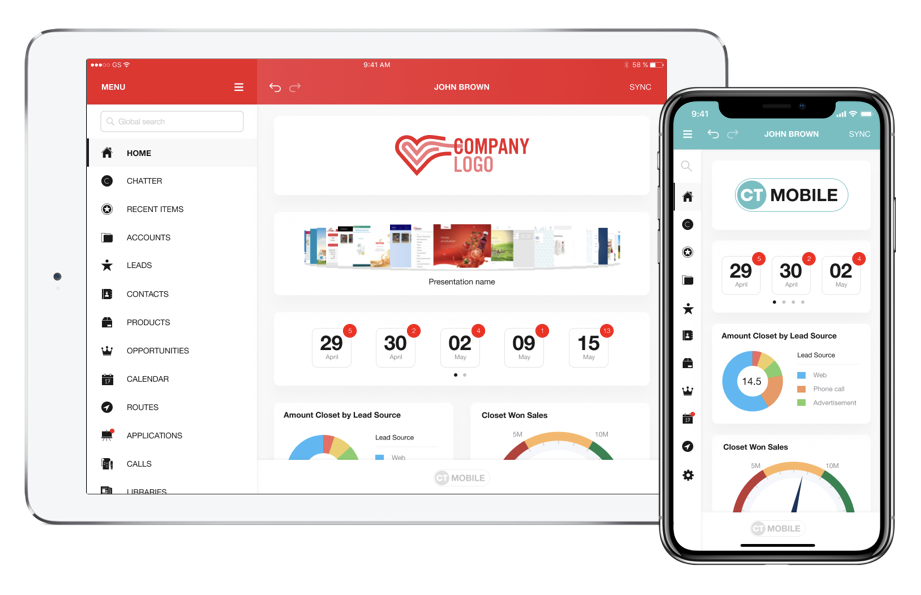 GS
9:41 AM
58 %
MENU
JOHN BROWN
SYNC
Global search
HOME
CHATTER
RECENT ITEMS
ACCOUNTS
LEADS
CONTACTS
PRODUCTS
OPPORTUNITIES
CALENDAR
17
ROUTES
APPLICATIONS
CALLS
LIBRARIES
COMPANY
LOGO
Presentation name
5
2
4
1
13
29
30
02
09
15
April
April
May
May
May
Amount Closet by Lead Source
Lead Source
Web
Closet Won Sales
5M
10M
CT MOBILE
9:41
JOHN BROWN
SYNC
CT MOBILE
5
2
4
29
30
02
April
April
May
Amount Closet by Lead Source
14.5
Lead Source
Web
Phone call
Advertisement
17
Closet Won Sales
5M
10M
CT MOBILE